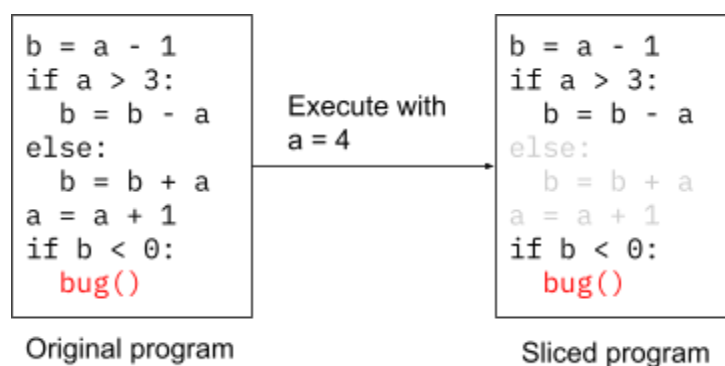 b = a - 1
if a > 3:
  b = b - a
else:
  b = b + a
a = a + 1
if b < 0:
  bug()
Original program
Execute with
a = 4
b = a - 1
if a > 3:
  b = b - a
else:
  b = b + a
a = a + 1
if b < 0:
  bug()
Sliced program